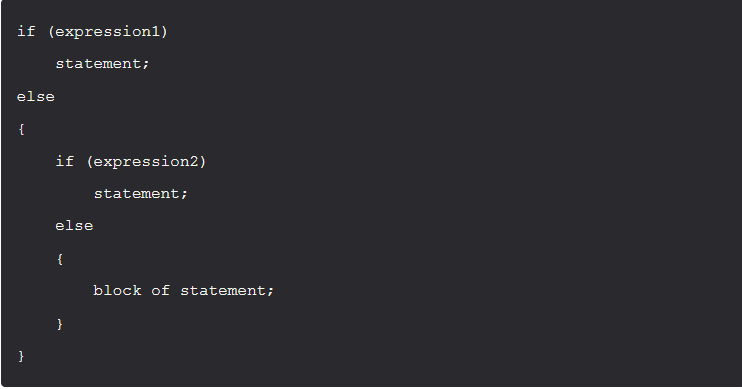 if (expression1)
    statement;
else
{
    if (expression2)
        statement;
    else
    {
        block of statement;
    }
}